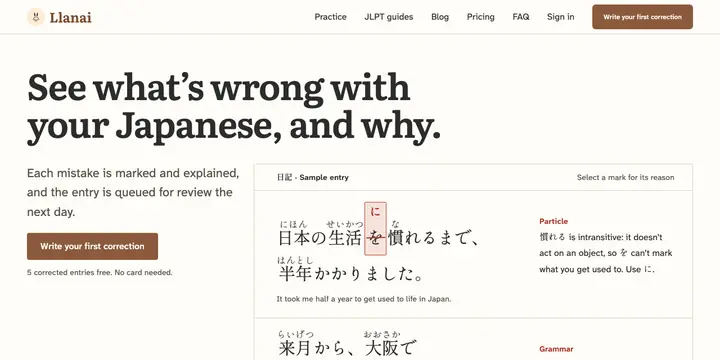 Llanai
Practice
JLPT guides
Blog
Pricing
FAQ
Sign in
Write your first correction
See what's wrong with
your Japanese, and why.
Each mistake is marked and explained,
and the entry is queued for review the
next day.
Write your first correction
5 corrected entries free. No card needed.
日記 · Sample entry
Select a mark for its reason
に
にほん せいかつ な
日本の生活を慣れるまで、
はんとし
半年かかりました。
It took me half a year to get used to life in Japan.
Particle
慣れる is intransitive: it doesn't
act on an object, so を can't mark
what you get used to. Use に.
らいげつ おおさか
来月から、大阪で
Grammar